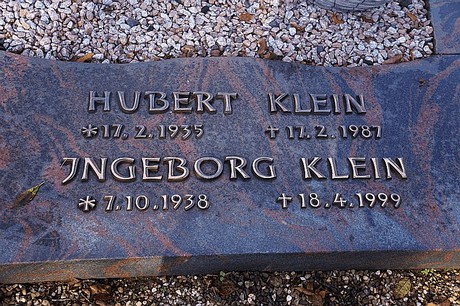 HUBERT KLEIN
*17.2.1935 †17.2.1987
INGEBORG KLEIN
*7.10.1938 †18.4.1999